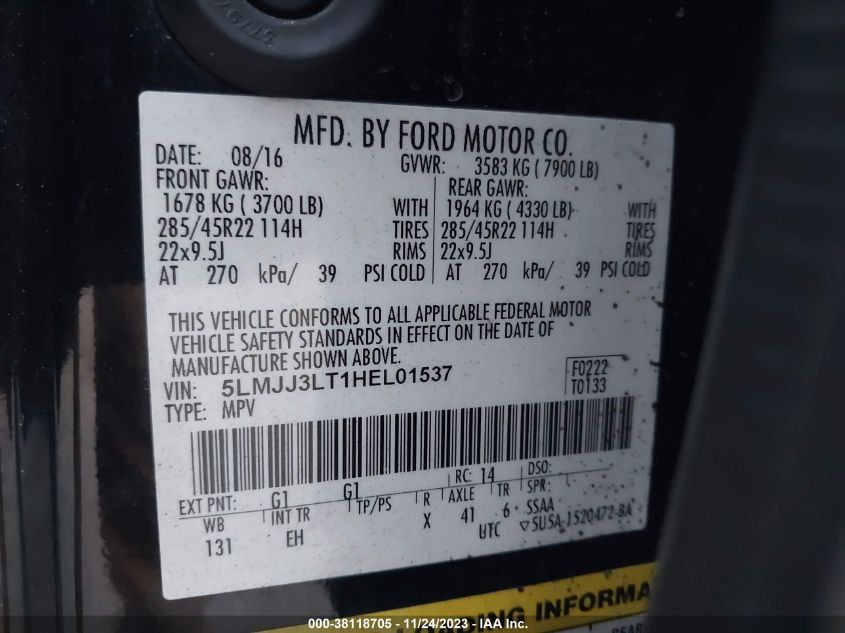 MFD. BY FORD MOTOR CO.
DATE: 08/16 GVWR: 3583 KG ( 7900 LB)
FRONT GAWR: REAR GAWR:
1678 KG ( 3700 LB) WITH 1964 KG ( 4330 LB) WITH
285/45R22 114H TIRES 285/45R22 114H TIRES
22x9.5J RIMS 22x9.5J RIMS
AT 270 kPa/ 39 PSI COLD AT 270 kPa/ 39 PSI COLD
THIS VEHICLE CONFORMS TO ALL APPLICABLE FEDERAL MOTOR
VEHICLE SAFETY STANDARDS IN EFFECT ON THE DATE OF
MANUFACTURE SHOWN ABOVE.
VIN: 5LMJJ3LT1HEL01537 F0222
TYPE: MPV T0133
EXT PNT: G1 G1 RC: 14 DSO:
WB INT TR TP/PS R AXLE TR SPR:
131 EH X 41 6 SSAA
UTC ▽5U5A-1520472-BA
LOADING INFORMA
REAR
000-38118705 - 11/24/2023 - IAA Inc.